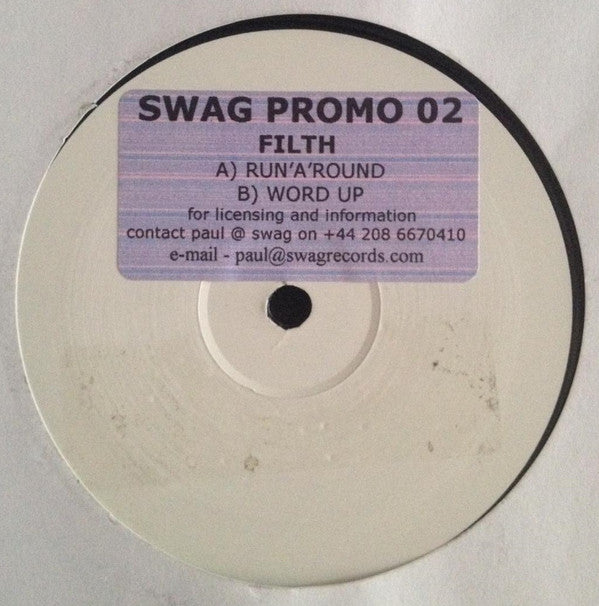 SWAG PROMO 02
FILTH
A) RUN'A'ROUND
B) WORD UP
for licensing and information
contact paul @ swag on +44 208 6670410
e-mail - paul@swagrecords.com